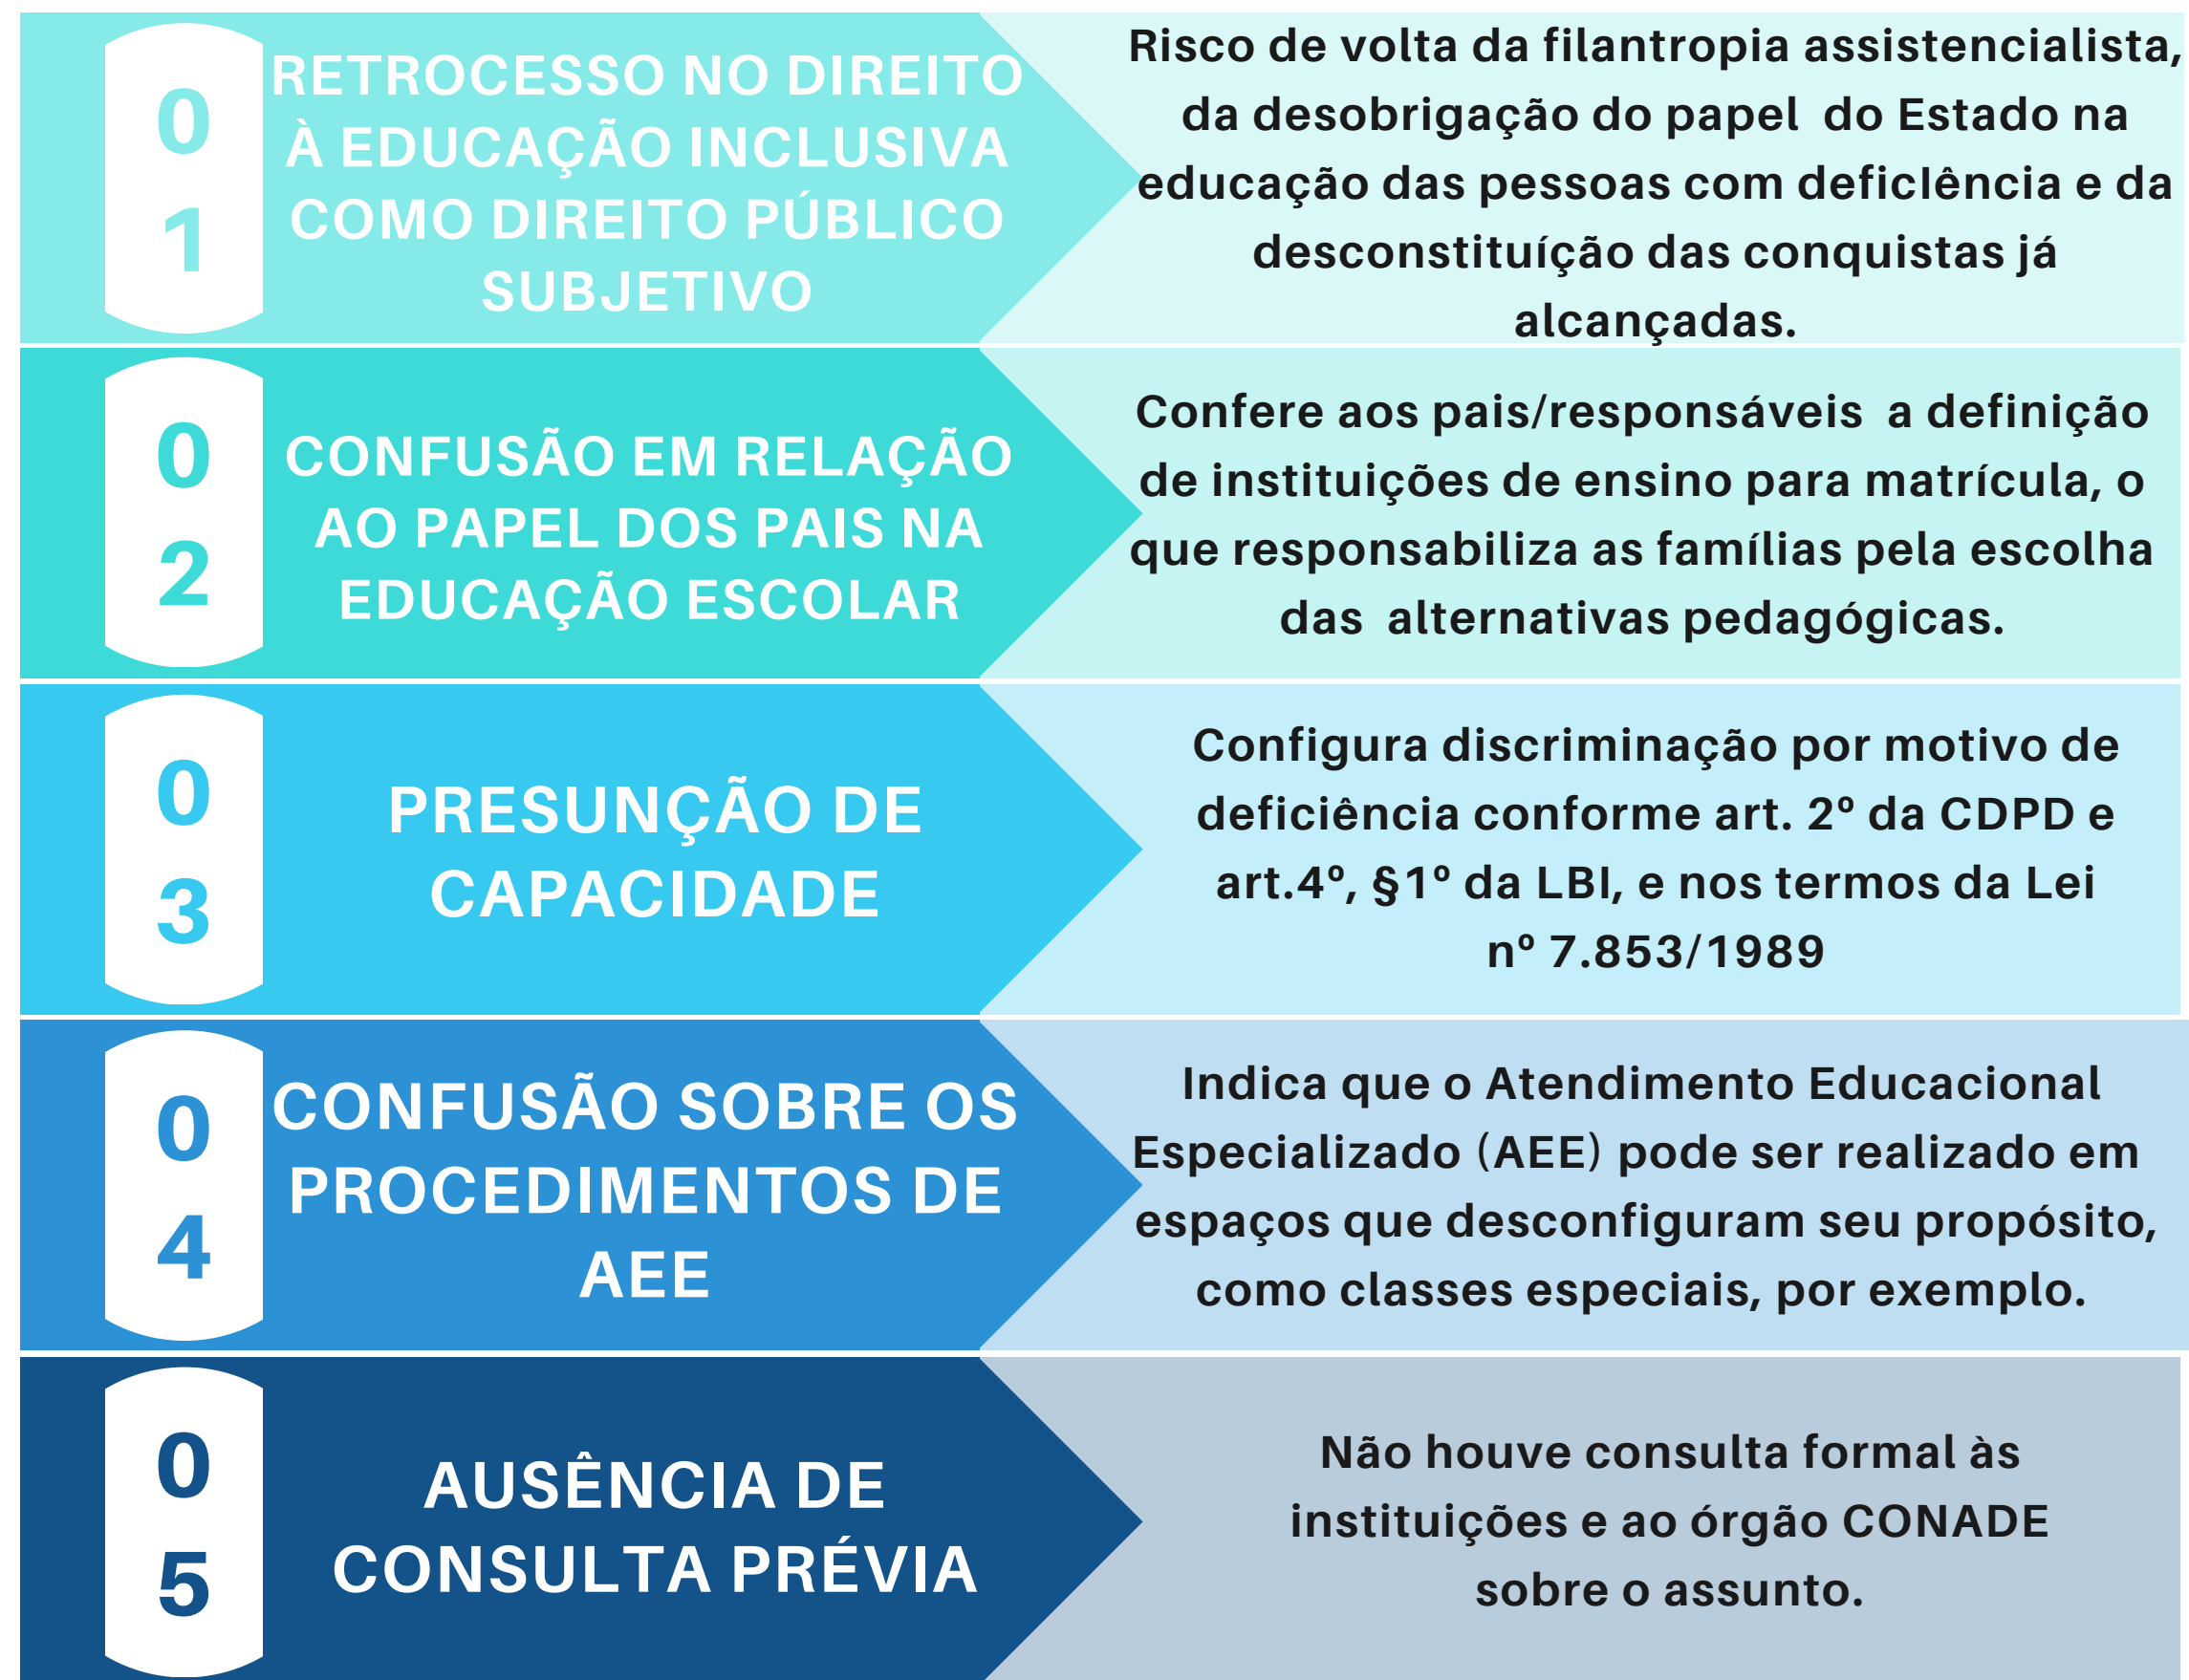 0
1
RETROCESSO NO DIREITO
À EDUCAÇÃO INCLUSIVA
COMO DIREITO PÚBLICO
SUBJETIVO
Risco de volta da filantropia assistencialista,
da desobrigação do papel do Estado na
educação das pessoas com deficIência e da
desconstituíção das conquistas já
alcançadas.
0
2
CONFUSÃO EM RELAÇÃO
AO PAPEL DOS PAIS NA
EDUCAÇÃO ESCOLAR
Confere aos pais/responsáveis a definição
de instituições de ensino para matrícula, o
que responsabiliza as famílias pela escolha
das alternativas pedagógicas.
0
3
PRESUNÇÃO DE
CAPACIDADE
Configura discriminação por motivo de
deficiência conforme art. 2º da CDPD e
art.4º, §1º da LBI, e nos termos da Lei
nº 7.853/1989
0
4
CONFUSÃO SOBRE OS
PROCEDIMENTOS DE
AEE
Indica que o Atendimento Educacional
Especializado (AEE) pode ser realizado em
espaços que desconfiguram seu propósito,
como classes especiais, por exemplo.
0
5
AUSÊNCIA DE
CONSULTA PRÉVIA
Não houve consulta formal às
instituições e ao órgão CONADE
sobre o assunto.